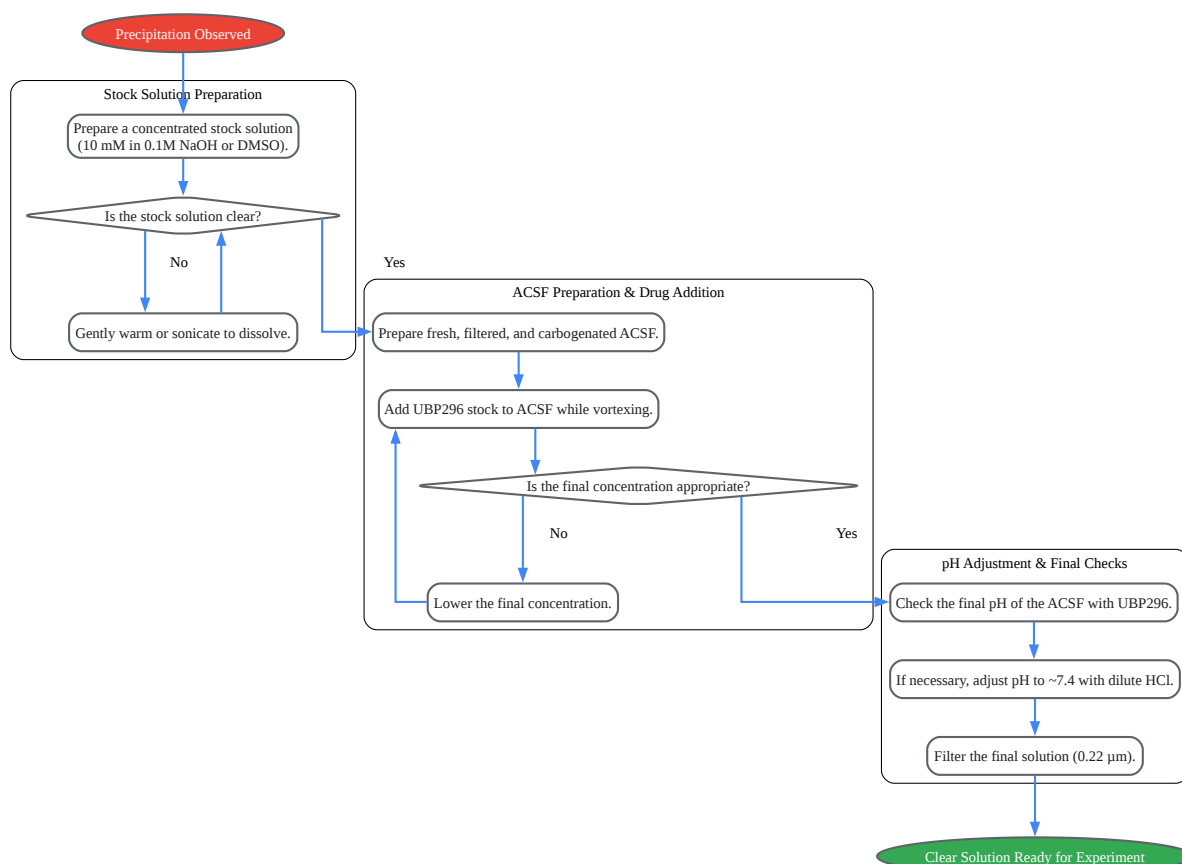 Precipitation Observed
Stock Solution Preparation
Prepare a concentrated stock solution
(10 mM in 0.1M NaOH or DMSO).
Is the stock solution clear?
No
Yes
Gently warm or sonicate to dissolve.
ACSF Preparation & Drug Addition
Prepare fresh, filtered, and carbogenated ACSF.
Add UBP296 stock to ACSF while vortexing.
Is the final concentration appropriate?
No
Yes
Lower the final concentration.
pH Adjustment & Final Checks
Check the final pH of the ACSF with UBP296.
If necessary, adjust pH to ~7.4 with dilute HCl.
Filter the final solution (0.22 µm).
Clear Solution Ready for Experiment